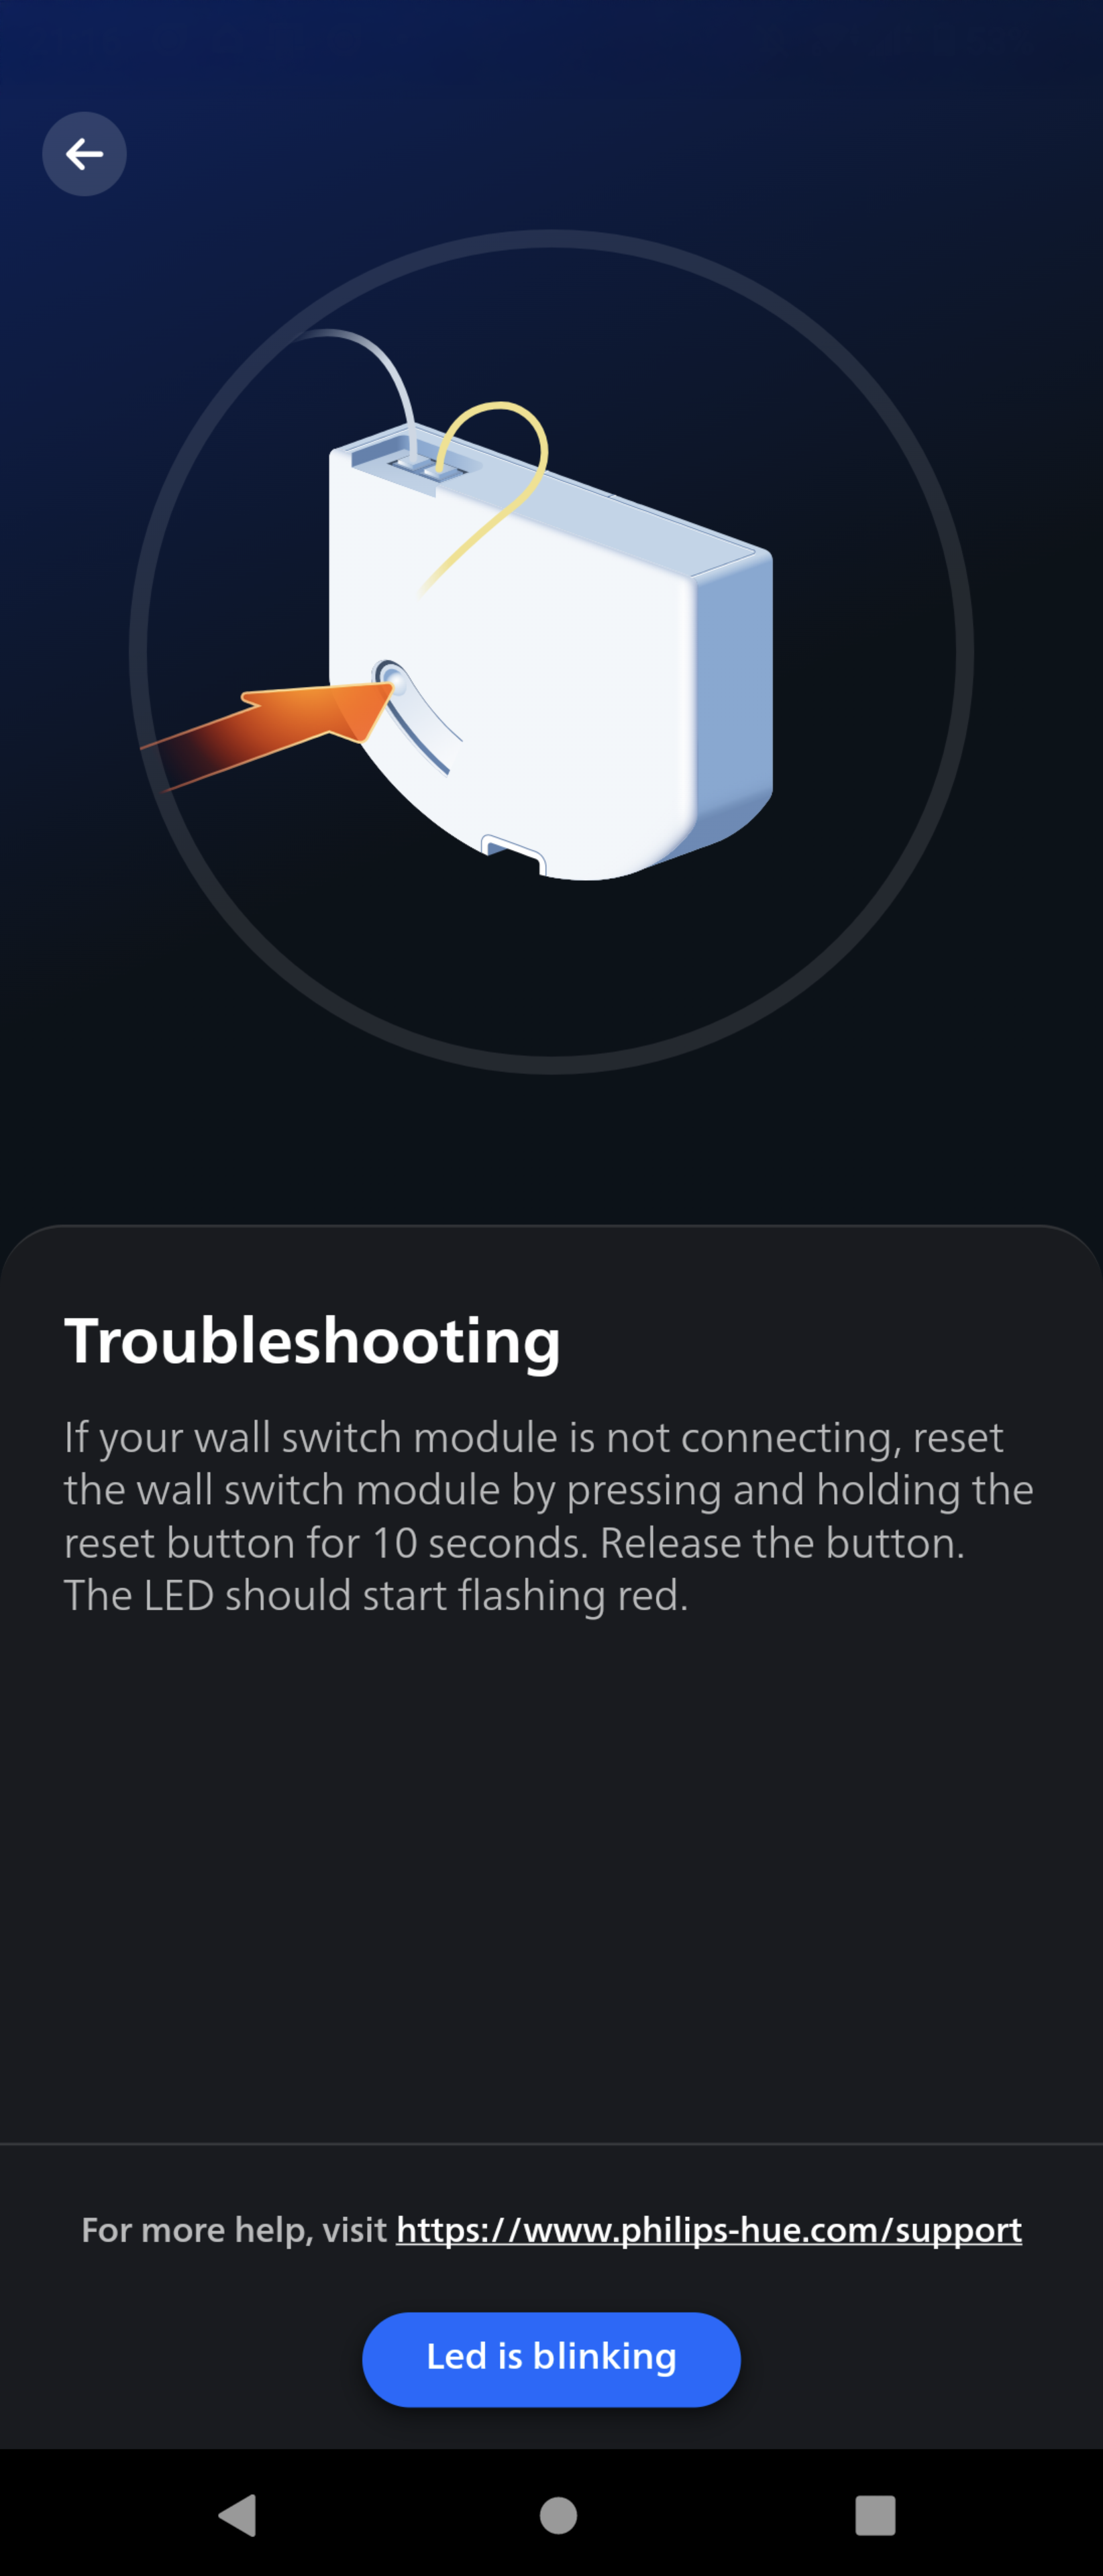 Troubleshooting
If your wall switch module is not connecting, reset
the wall switch module by pressing and holding the
reset button for 10 seconds. Release the button.
The LED should start flashing red.
For more help, visit https://www.philips-hue.com/support
Led is blinking